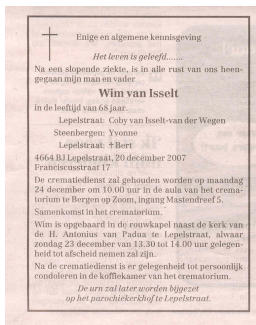 Enige en algemene kennisgeving
Het leven is geleefd.......
Na een slopende ziekte, is in alle rust van ons heen-
gegaan mijn man en vader
Wim van Isselt
in de leeftijd van 68 jaar.
Lepelstraat: Coby van Isselt-van der Wegen
Steenbergen: Yvonne
Lepelstraat: ✝Bert
4664 BJ Lepelstraat, 20 december 2007
Franciscusstraat 17
De crematiedienst zal gehouden worden op maandag
24 december om 10.00 uur in de aula van het crema-
torium te Bergen op Zoom, ingang Mastendreef 5.
Samenkomst in het crematorium.
Wim is opgebaard in de rouwkapel naast de kerk van
de H. Antonius van Padua te Lepelstraat, alwaar
zondag 23 december van 13.30 tot 14.00 uur gelegen-
heid tot afscheid nemen zal zijn.
Na de crematiedienst is er gelegenheid tot persoonlijk
condoleren in de koffiekamer van het crematorium.
De urn zal later worden bijgezet
op het parochiekerkhof te Lepelstraat.